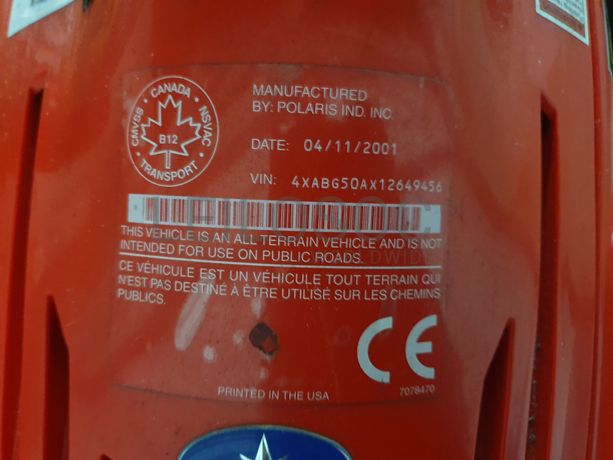 CANADA
CMVSS
NSVAC
B12
TRANSPORT
MANUFACTURED
BY: POLARIS IND. INC.
DATE: 04/11/2001
VIN: 4XABG50AX12649456
THIS VEHICLE IS AN ALL TERRAIN VEHICLE AND IS NOT
INTENDED FOR USE ON PUBLIC ROADS.
CE VÉHICULE EST UN VÉHICULE TOUT TERRAIN QUI
N'EST PAS DESTINÉ À ÊTRE UTILISÉ SUR LES CHEMINS
PUBLICS.
CE
PRINTED IN THE USA
7078470